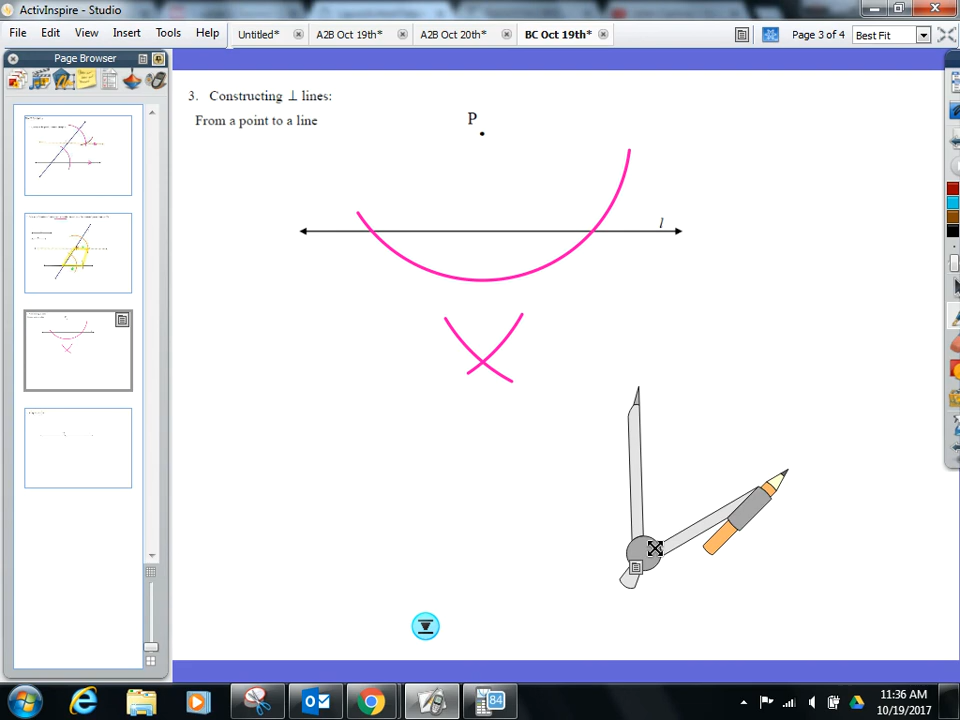 ActivInspire - Studio
File Edit View Insert Tools Help
Untitled* A2B Oct 19th* A2B Oct 20th* BC Oct 19th*
Page 3 of 4 Best Fit
Page Browser
3. Constructing ⊥ lines:
From a point to a line
P
l
84
11:36 AM
10/19/2017